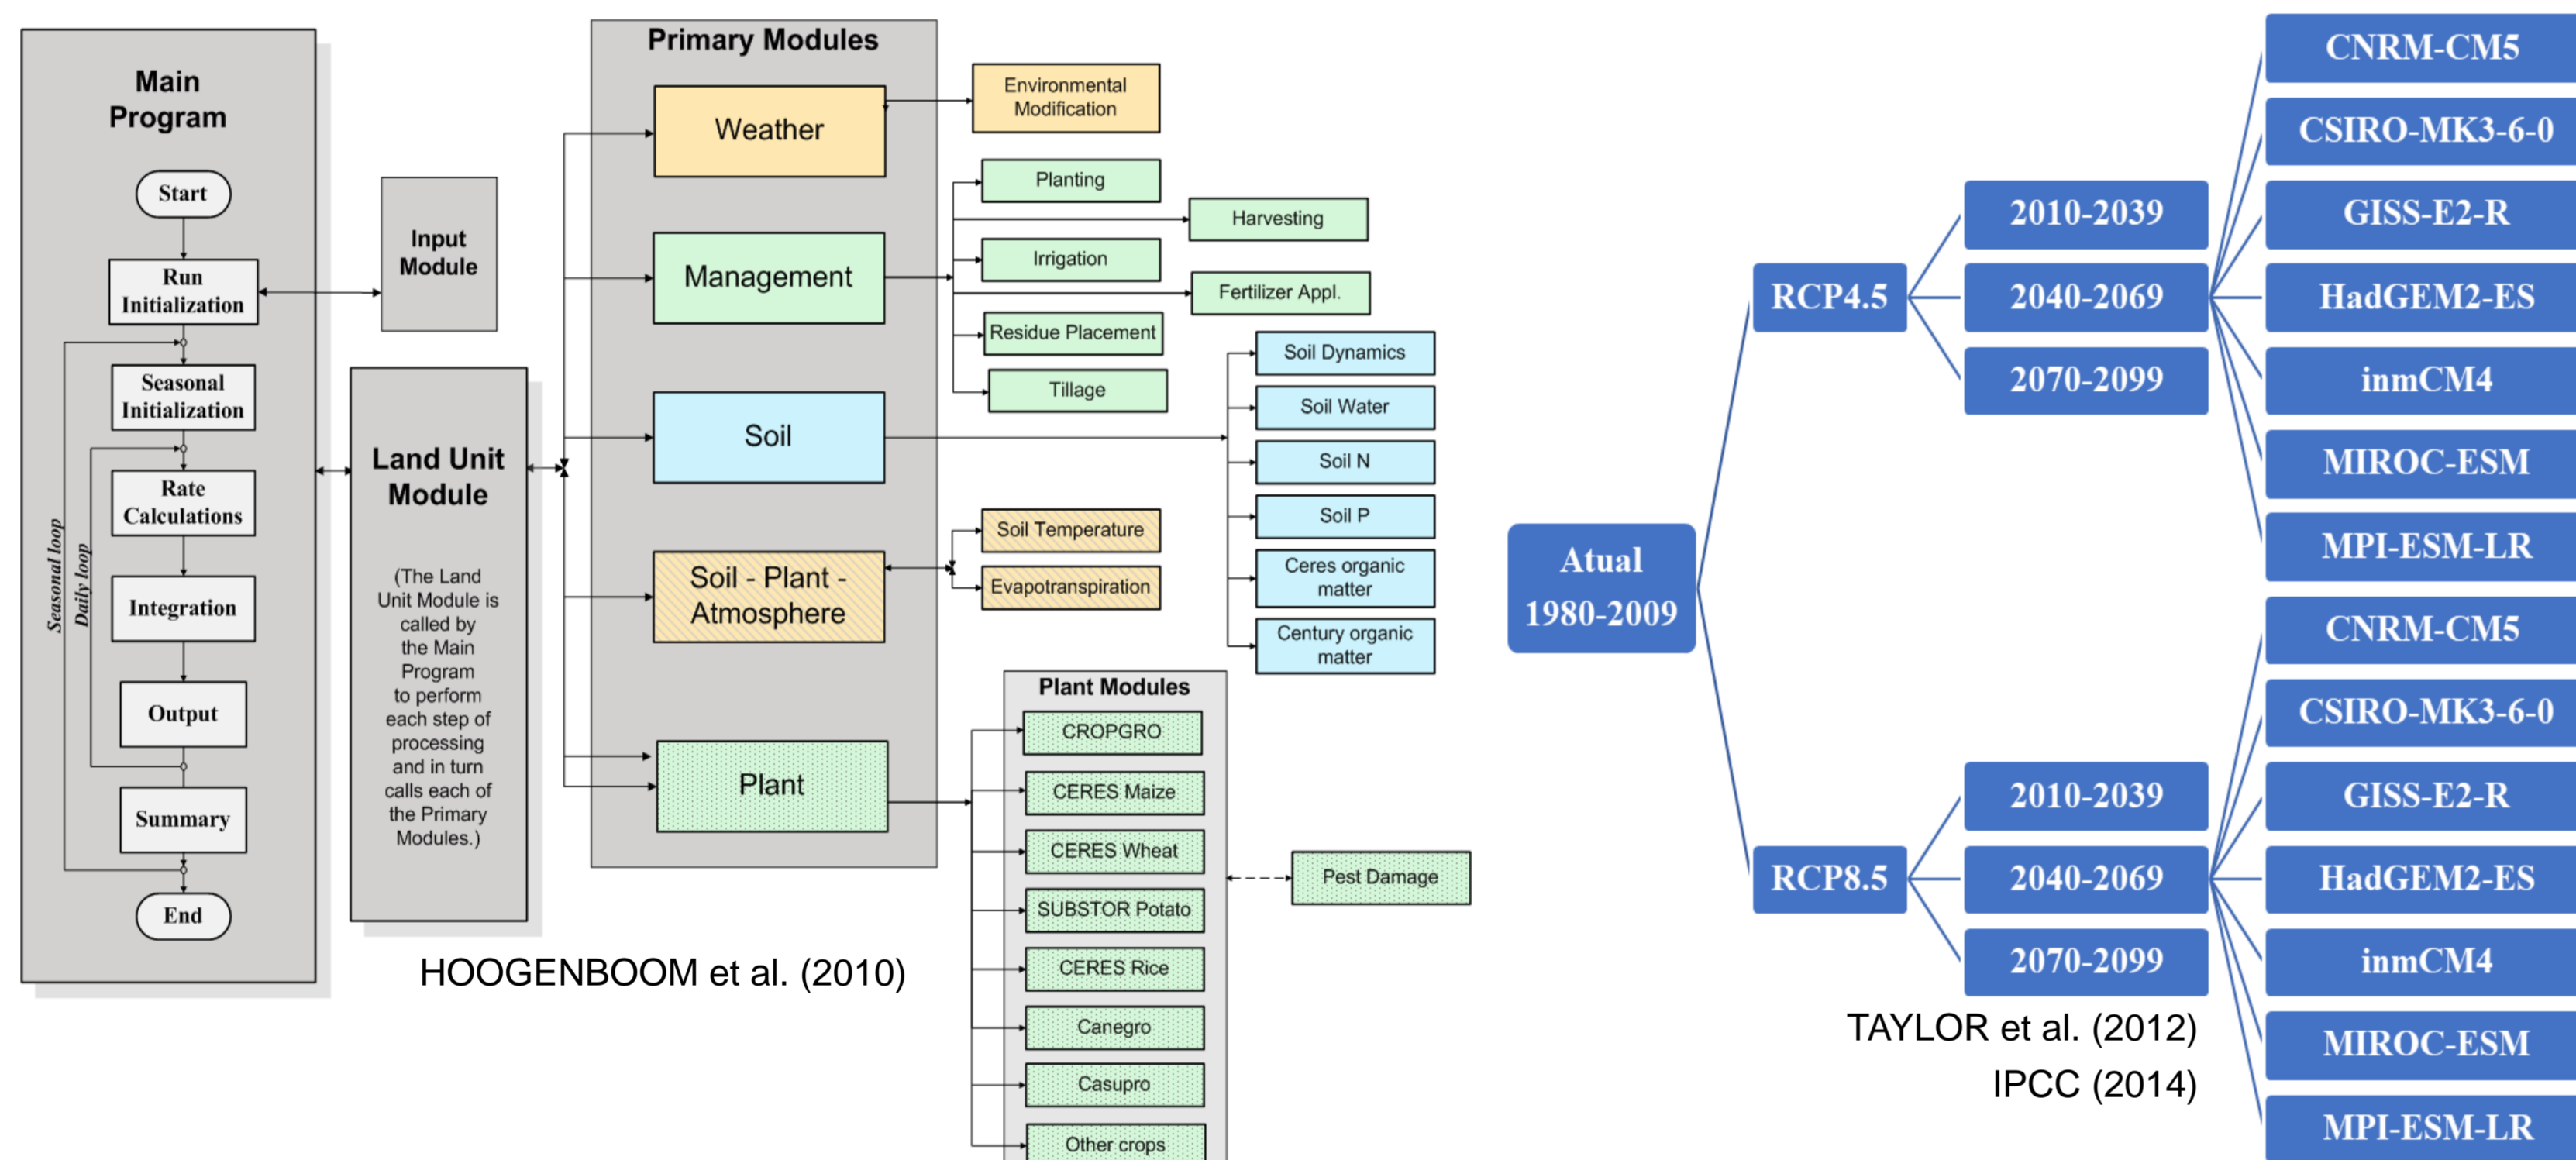 Main
Program
Start
Run
Initialization
Seasonal
Initialization
Rate
Calculations
Integration
Output
Summary
End
Seasonal loop
Daily loop
Input
Module
Land Unit
Module
(The Land
Unit Module is
called by
the Main
Program
to perform
each step of
processing
and in turn
calls each of
the Primary
Modules.)
Primary Modules
Weather
Management
Soil
Soil - Plant -
Atmosphere
Plant
Environmental
Modification
Planting
Harvesting
Irrigation
Fertilizer Appl.
Residue Placement
Tillage
Soil Dynamics
Soil Water
Soil N
Soil P
Ceres organic
matter
Century organic
matter
Soil Temperature
Evapotranspiration
Plant Modules
CROPGRO
CERES Maize
CERES Wheat
SUBSTOR Potato
CERES Rice
Canegro
Casupro
Other crops
Pest Damage
HOOGENBOOM et al. (2010)
Atual
1980-2009
RCP4.5
2010-2039
2040-2069
2070-2099
CNRM-CM5
CSIRO-MK3-6-0
GISS-E2-R
HadGEM2-ES
inmCM4
MIROC-ESM
MPI-ESM-LR
RCP8.5
2010-2039
2040-2069
2070-2099
CNRM-CM5
CSIRO-MK3-6-0
GISS-E2-R
HadGEM2-ES
inmCM4
MIROC-ESM
MPI-ESM-LR
TAYLOR et al. (2012)
IPCC (2014)